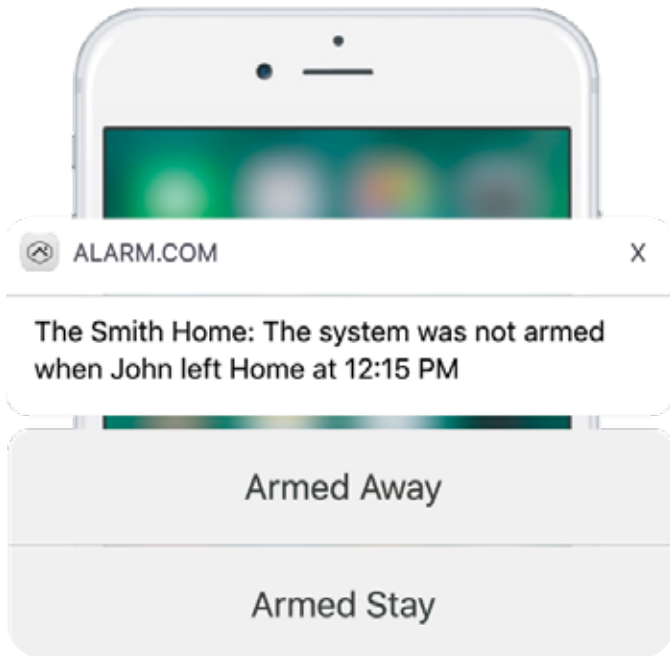 ALARM.COM X
The Smith Home: The system was not armed
when John left Home at 12:15 PM
Armed Away
Armed Stay